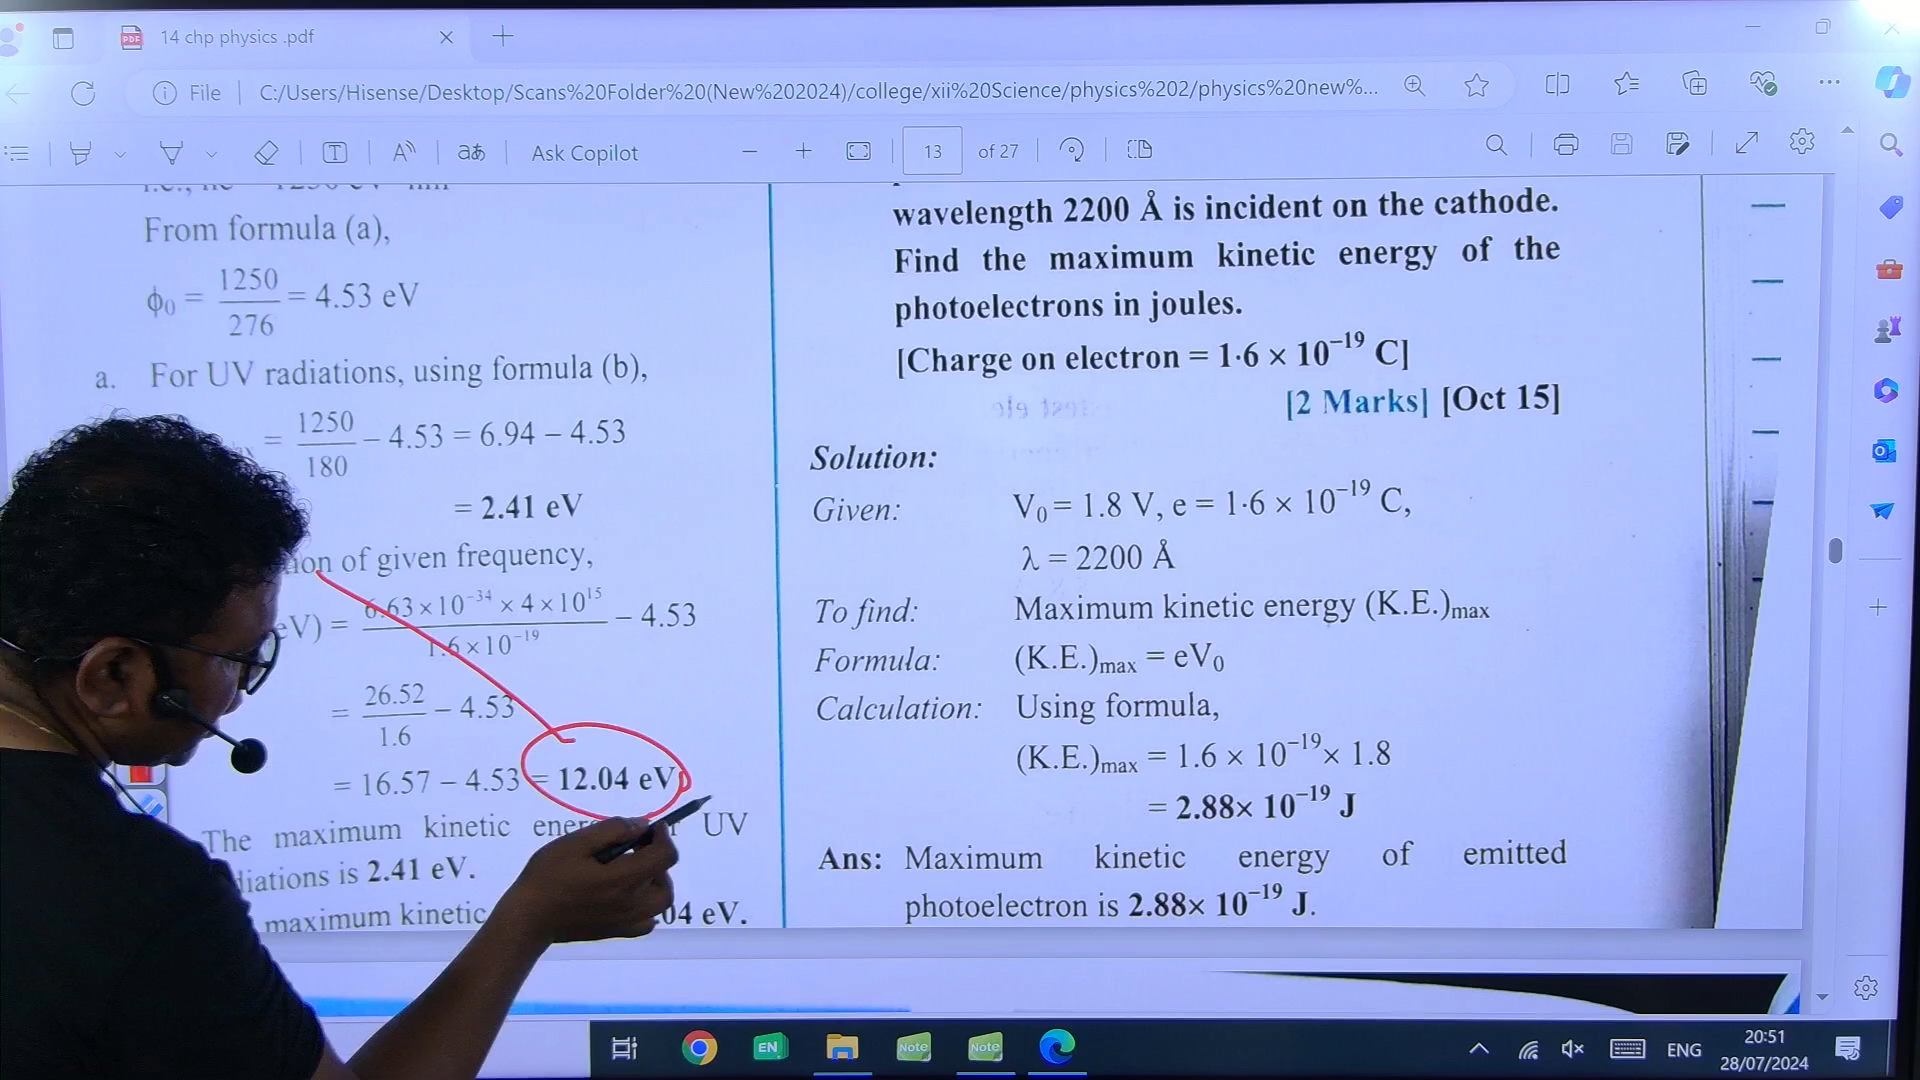 14 chp physics .pdf
File
C:/Users/Hisense/Desktop/Scans%20Folder%20(New%202024)/college/xii%20Science/physics%202/physics%20new%...
Ask Copilot
13 of 27
From formula (a),
ϕ₀ = 1250/276 = 4.53 eV
a. For UV radiations, using formula (b),
= 1250/180 – 4.53 = 6.94 – 4.53
= 2.41 eV
of given frequency,
eV) = 6.63 × 10⁻³⁴ × 4 × 10¹⁵ / 1.6 × 10⁻¹⁹ – 4.53
= 26.52/1.6 – 4.53
= 16.57 – 4.53 = 12.04 eV
The maximum kinetic UV
is 2.41 eV.
maximum kinetic 04 eV.
wavelength 2200 Å is incident on the cathode.
Find the maximum kinetic energy of the
photoelectrons in joules.
[Charge on electron = 1·6 × 10⁻¹⁹ C]
[2 Marks] [Oct 15]
Solution:
Given: V₀ = 1.8 V, e = 1·6 × 10⁻¹⁹ C,
λ = 2200 Å
To find: Maximum kinetic energy (K.E.)max
Formula: (K.E.)max = eV₀
Calculation: Using formula,
(K.E.)max = 1.6 × 10⁻¹⁹ × 1.8
= 2.88× 10⁻¹⁹ J
Ans: Maximum kinetic energy of emitted
photoelectron is 2.88× 10⁻¹⁹ J.
EN
Note
Note
ENG
20:51
28/07/2024